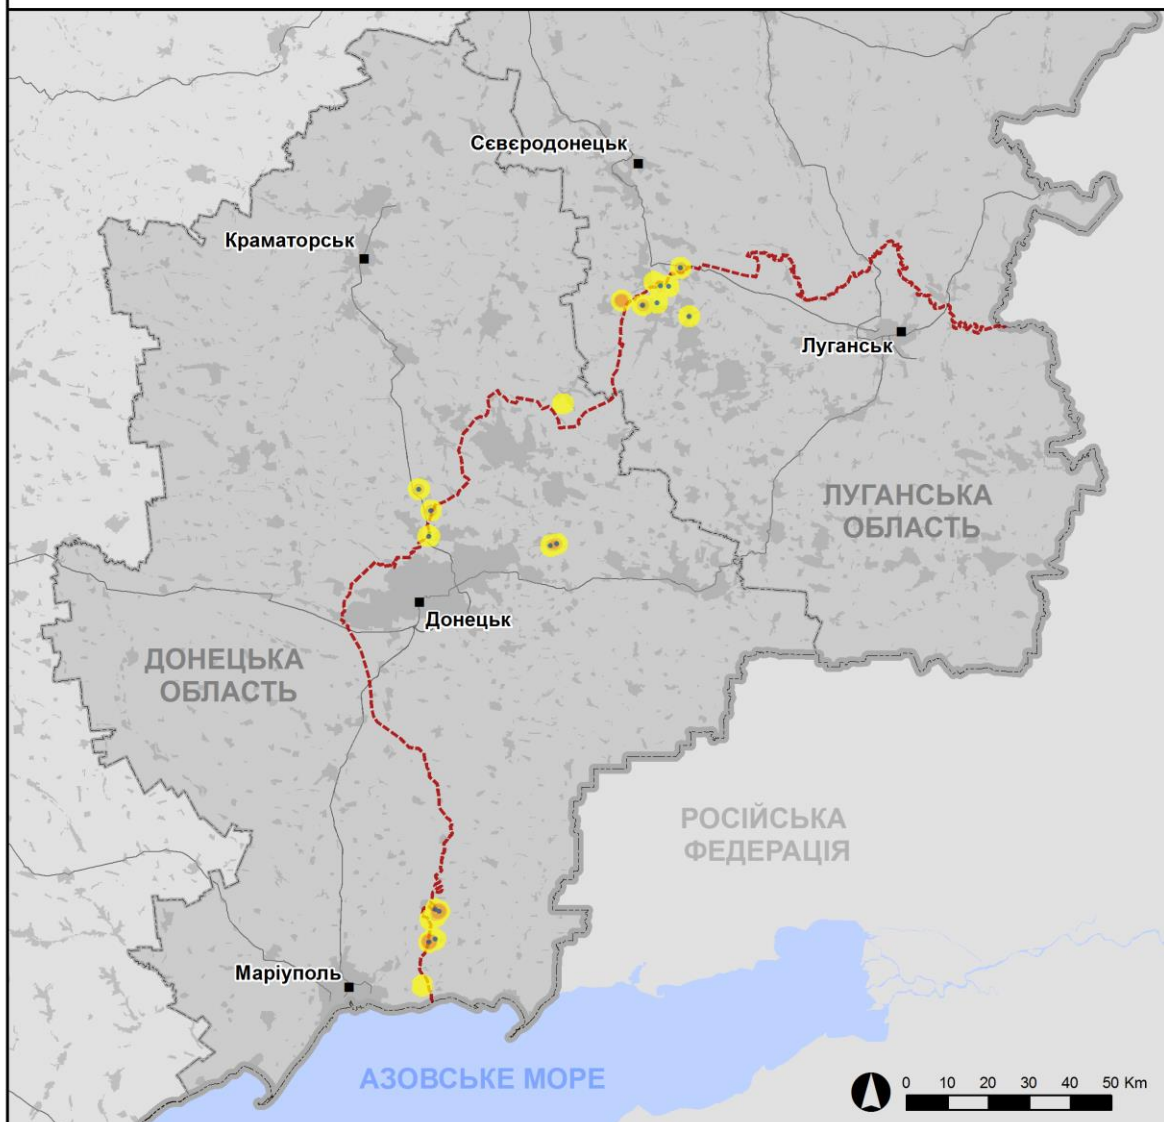 Сєвєродонецьк
Краматорськ
Луганськ
ЛУГАНСЬКА
ОБЛАСТЬ
Донецьк
ДОНЕЦЬКА
ОБЛАСТЬ
РОСІЙСЬКА
ФЕДЕРАЦІЯ
Маріуполь
АЗОВСЬКЕ МОРЕ
0 10 20 30 40 50 Km